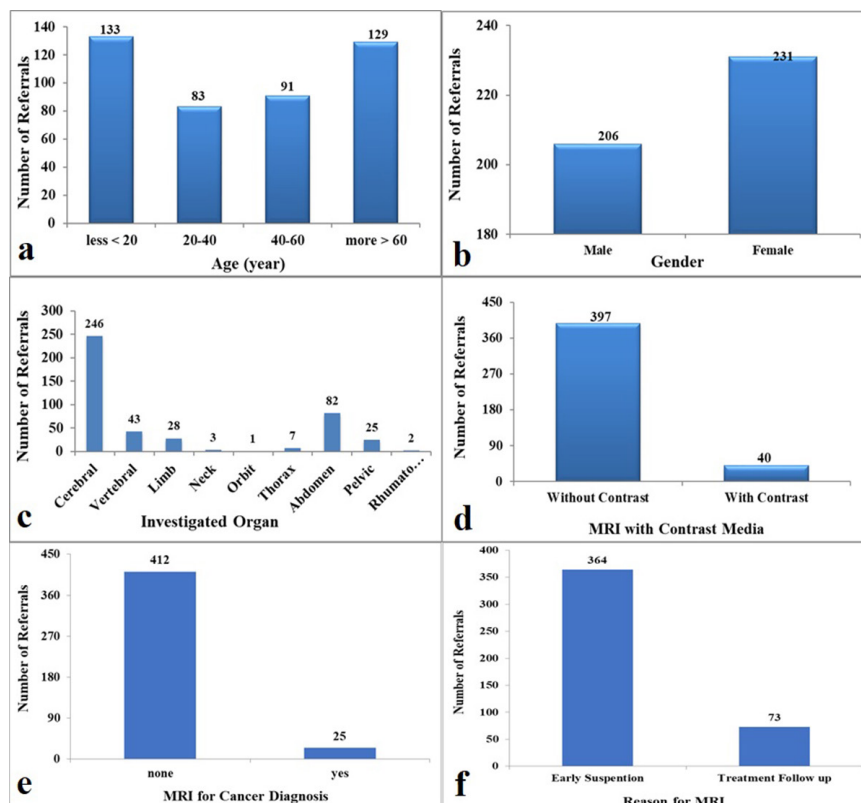 140
120
100
80
60
40
20
0
133
83
91
129
less < 20
20-40
40-60
more > 60
Number of Referrals
Age (year)
a
260
240
220
200
180
206
231
Male
Female
Number of Referrals
Gender
b
300
250
200
150
100
50
0
246
43
28
3
1
7
82
25
2
Cerebral
Vertebral
Limb
Neck
Orbit
Thorax
Abdomen
Pelvic
Rhumato…
Number of Referrals
Investigated Organ
c
450
360
270
180
90
0
397
40
Without Contrast
With Contrast
Number of Referrals
MRI with Contrast Media
d
450
360
270
180
90
0
412
25
none
yes
Number of Referrals
MRI for Cancer Diagnosis
e
400
350
300
250
200
150
100
50
0
364
73
Early Suspention
Treatment Follow up
Number of Referrals
Reason for MRI
f